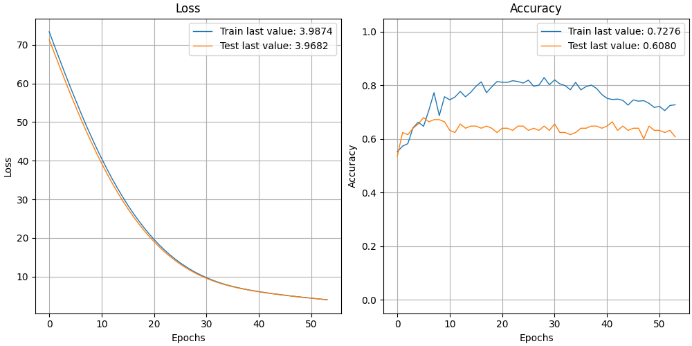 Loss
Train last value: 3.9874
Test last value: 3.9682
70
60
50
40
30
20
10
Loss
0
10
20
30
40
50
Epochs
Accuracy
Train last value: 0.7276
Test last value: 0.6080
1.0
0.8
0.6
0.4
0.2
0.0
Accuracy
0
10
20
30
40
50
Epochs